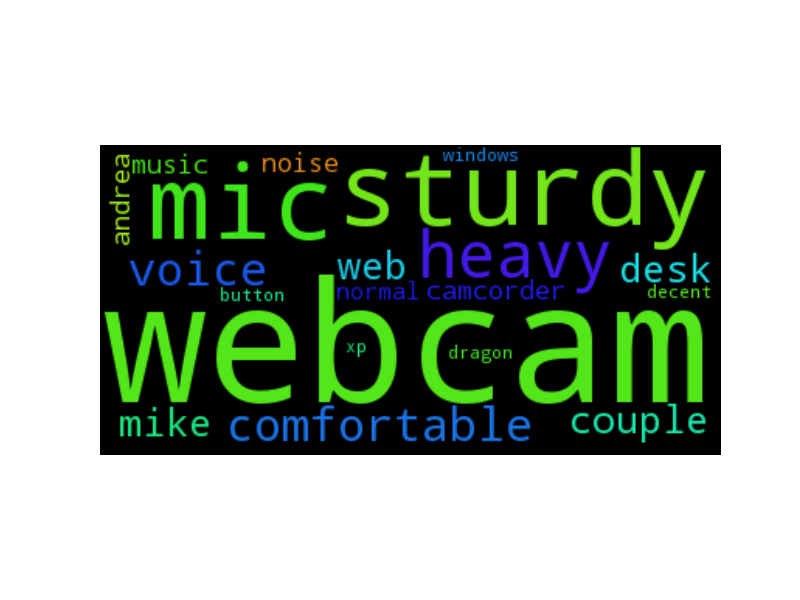 andrea
music
noise
windows
mic
sturdy
voice
web
heavy
desk
button
normal
camcorder
decent
webcam
xp
dragon
mike
comfortable
couple